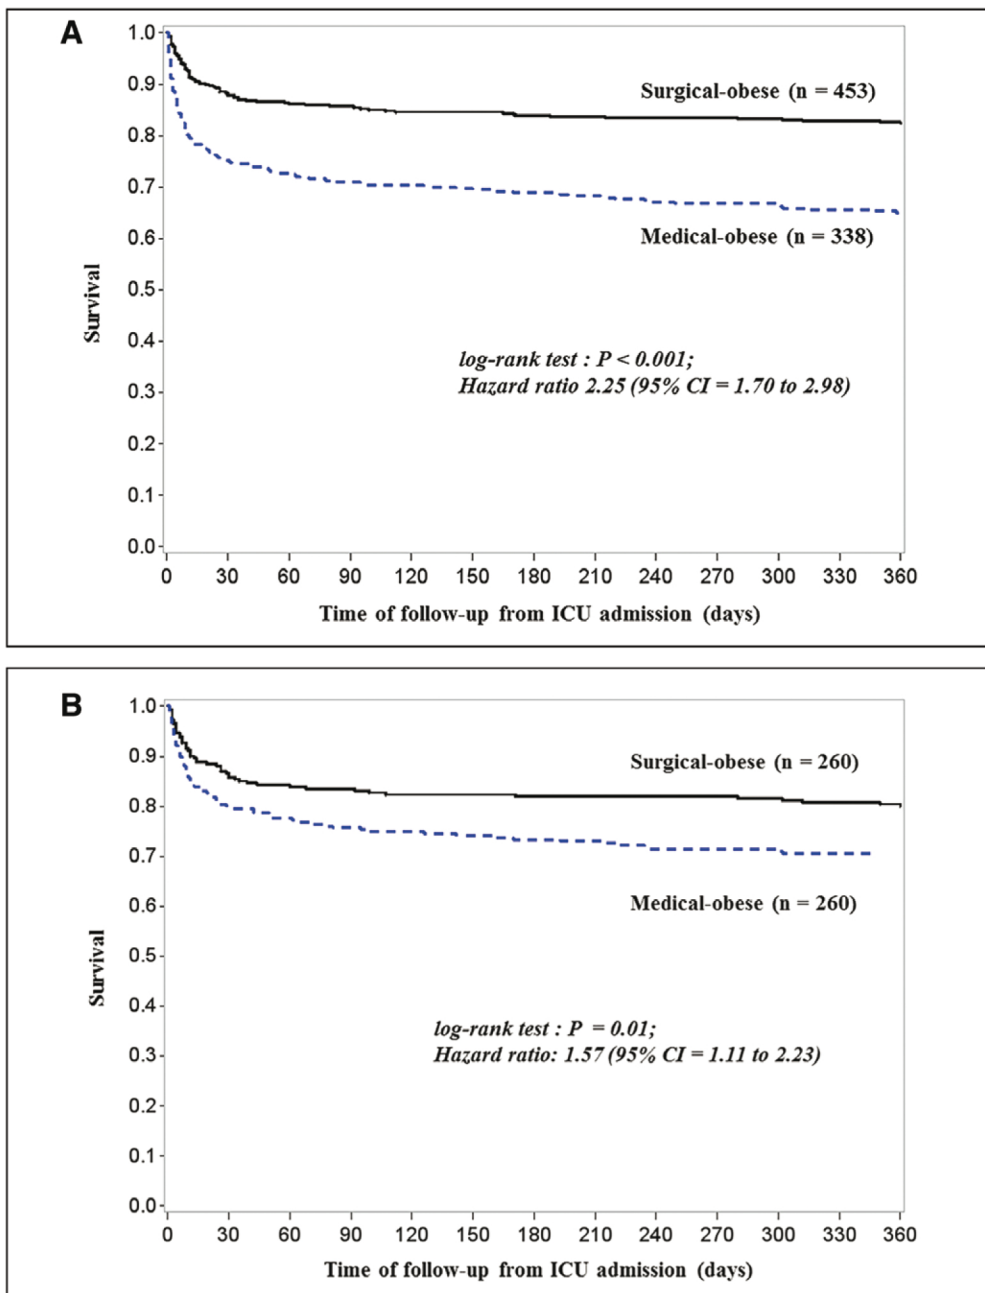 A
1.0
0.9
0.8
0.7
0.6
0.5
0.4
0.3
0.2
0.1
0.0
Survival
Surgical-obese (n = 453)
Medical-obese (n = 338)
log-rank test : P < 0.001;
Hazard ratio 2.25 (95% CI = 1.70 to 2.98)
0 30 60 90 120 150 180 210 240 270 300 330 360
Time of follow-up from ICU admission (days)
B
1.0
0.9
0.8
0.7
0.6
0.5
0.4
0.3
0.2
0.1
0.0
Survival
Surgical-obese (n = 260)
Medical-obese (n = 260)
log-rank test : P = 0.01;
Hazard ratio: 1.57 (95% CI = 1.11 to 2.23)
0 30 60 90 120 150 180 210 240 270 300 330 360
Time of follow-up from ICU admission (days)